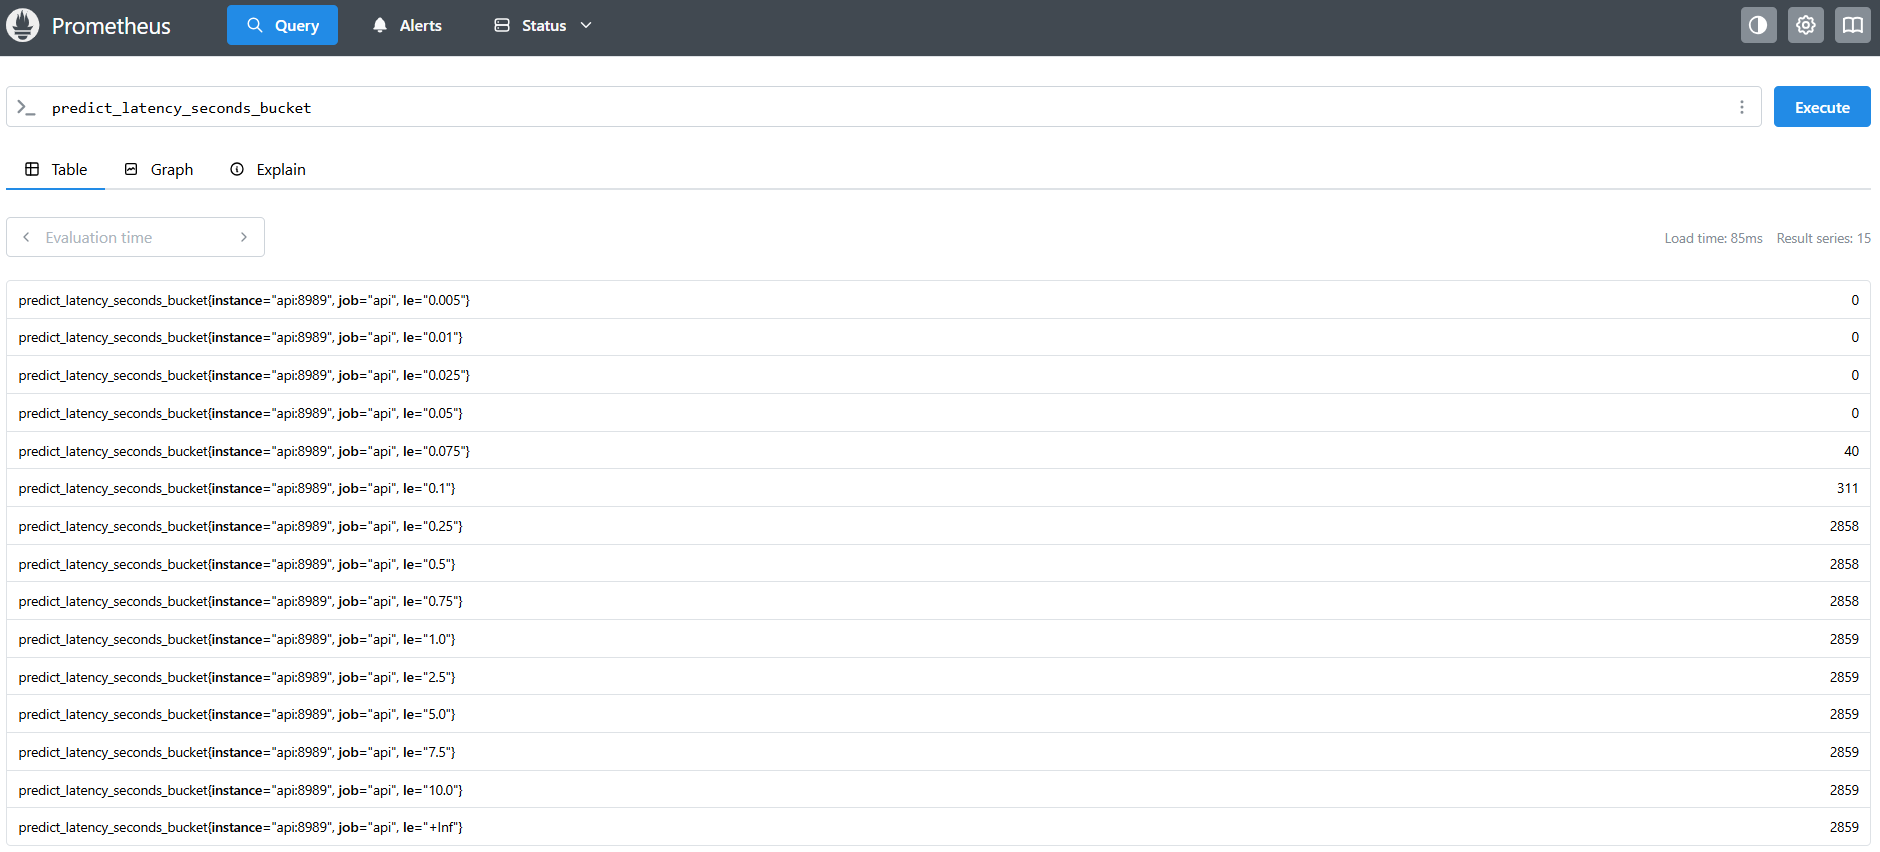 Prometheus Query Alerts Status
predict_latency_seconds_bucket Execute
Table Graph Explain
Evaluation time Load time: 85ms Result series: 15
predict_latency_seconds_bucket{instance="api:8989", job="api", le="0.005"} 0
predict_latency_seconds_bucket{instance="api:8989", job="api", le="0.01"} 0
predict_latency_seconds_bucket{instance="api:8989", job="api", le="0.025"} 0
predict_latency_seconds_bucket{instance="api:8989", job="api", le="0.05"} 0
predict_latency_seconds_bucket{instance="api:8989", job="api", le="0.075"} 40
predict_latency_seconds_bucket{instance="api:8989", job="api", le="0.1"} 311
predict_latency_seconds_bucket{instance="api:8989", job="api", le="0.25"} 2858
predict_latency_seconds_bucket{instance="api:8989", job="api", le="0.5"} 2858
predict_latency_seconds_bucket{instance="api:8989", job="api", le="0.75"} 2858
predict_latency_seconds_bucket{instance="api:8989", job="api", le="1.0"} 2859
predict_latency_seconds_bucket{instance="api:8989", job="api", le="2.5"} 2859
predict_latency_seconds_bucket{instance="api:8989", job="api", le="5.0"} 2859
predict_latency_seconds_bucket{instance="api:8989", job="api", le="7.5"} 2859
predict_latency_seconds_bucket{instance="api:8989", job="api", le="10.0"} 2859
predict_latency_seconds_bucket{instance="api:8989", job="api", le="+Inf"} 2859